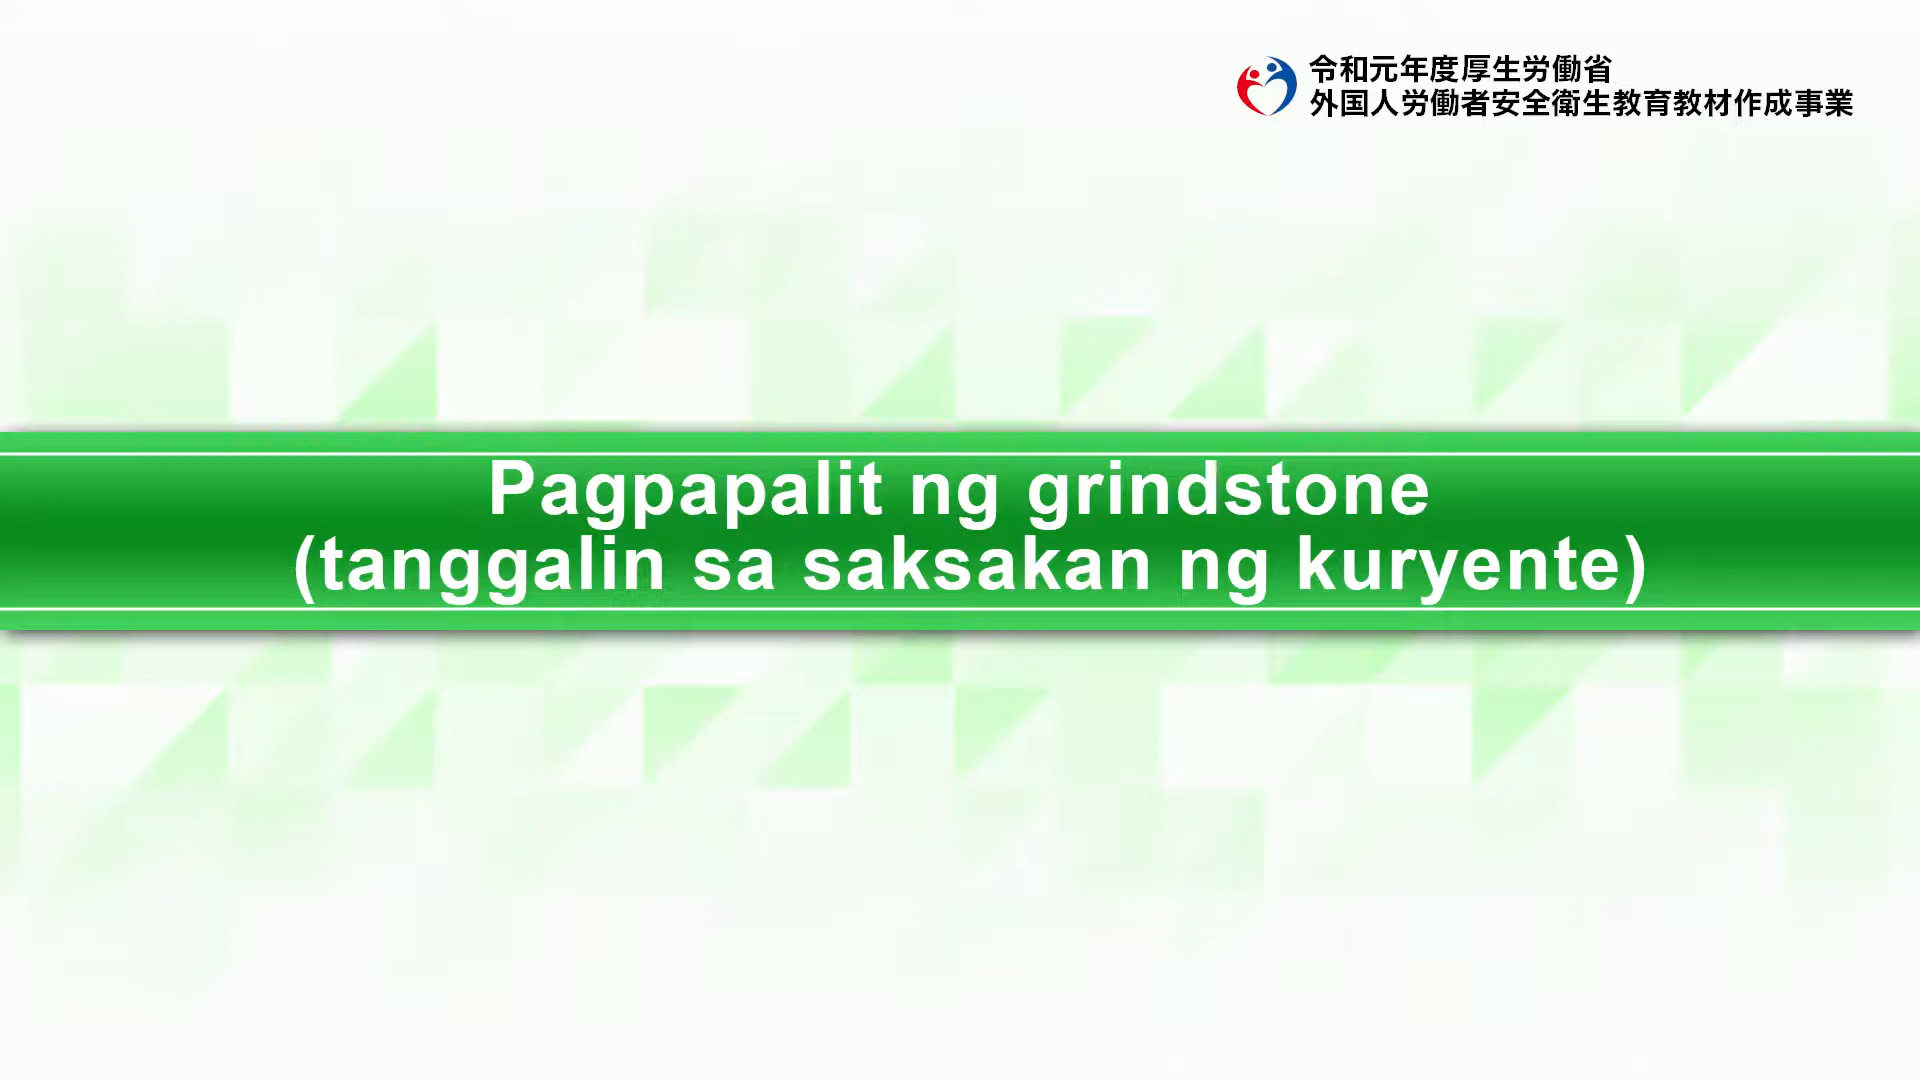 令和元年度厚生労働省
外国人労働者安全衛生教育教材作成事業
Pagpapalit ng grindstone
(tanggalin sa saksakan ng kuryente)